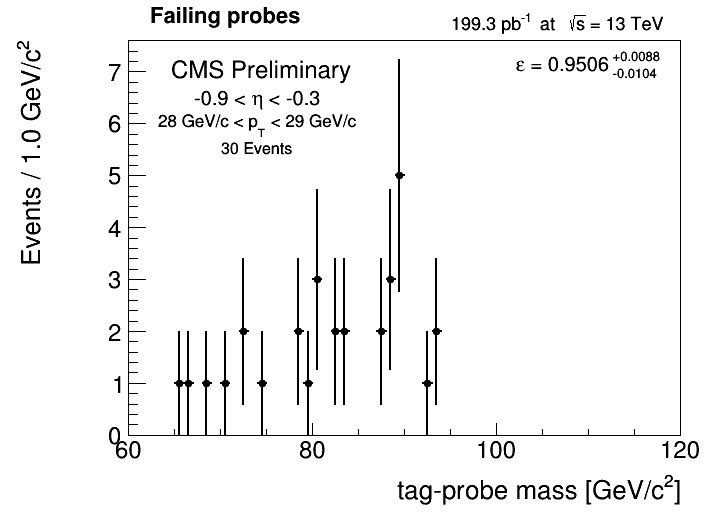 Failing probes
199.3 pb⁻¹ at √s = 13 TeV
CMS Preliminary
ε = 0.9506 +0.0088 -0.0104
-0.9 < η < -0.3
28 GeV/c < p_T < 29 GeV/c
30 Events
Events / 1.0 GeV/c²
7
6
5
4
3
2
1
0
60 80 100 120
tag-probe mass [GeV/c²]